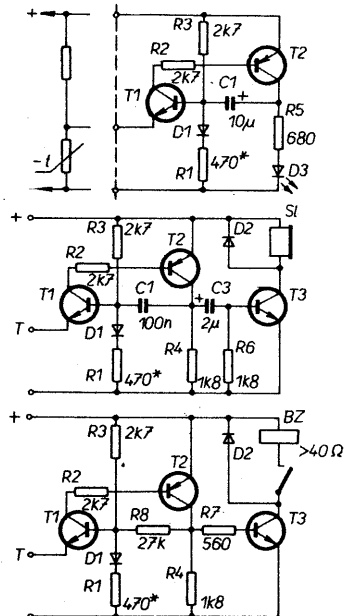 +
R3
2k7
R2
2k7
T2
T1
C1
+
R5
10μ
680
D1
-t
R1
470*
D3
+
R3
2k7
D2
Sl
R2
T2
2k7
T1
C1
+
C3
T3
100n
2μ
T
D1
R4
R6
R1
470*
1k8
1k8
+
R3
2k7
D2
BZ
>40Ω
R2
T2
2k7
T1
R8
R7
T3
27k
560
T
D1
R4
R1
470*
1k8